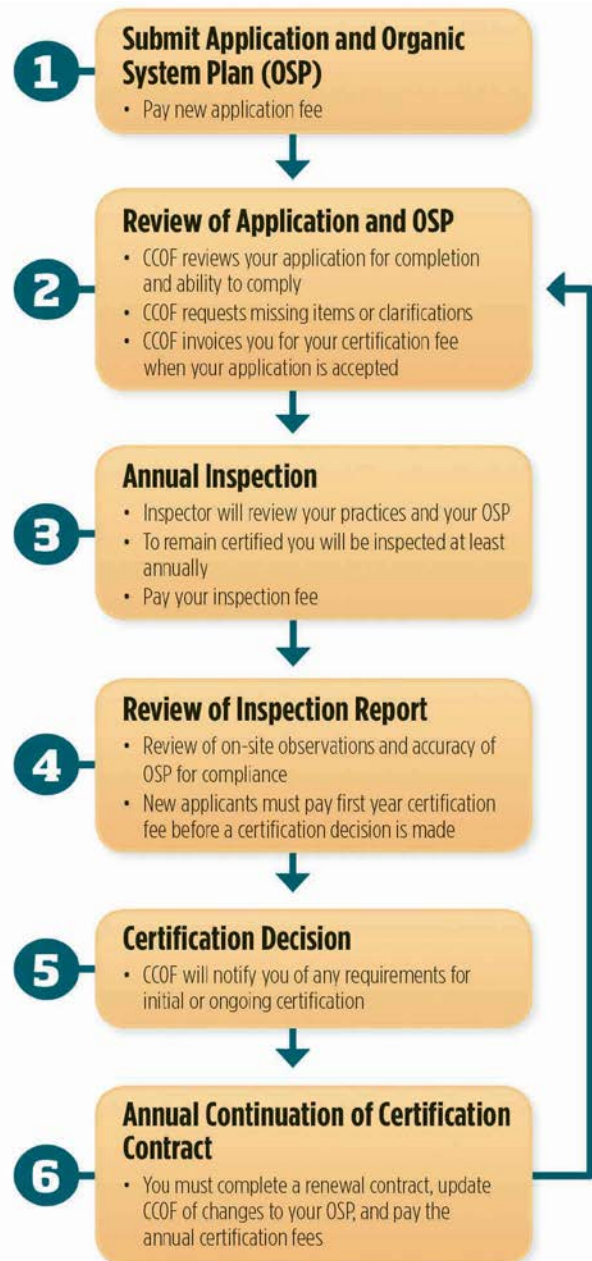 1
Submit Application and Organic
System Plan (OSP)
• Pay new application fee
2
Review of Application and OSP
• CCOF reviews your application for completion
and ability to comply
• CCOF requests missing items or clarifications
• CCOF invoices you for your certification fee
when your application is accepted
3
Annual Inspection
• Inspector will review your practices and your OSP
• To remain certified you will be inspected at least
annually
• Pay your inspection fee
4
Review of Inspection Report
• Review of on-site observations and accuracy of
OSP for compliance
• New applicants must pay first year certification
fee before a certification decision is made
5
Certification Decision
• CCOF will notify you of any requirements for
initial or ongoing certification
6
Annual Continuation of Certification
Contract
• You must complete a renewal contract, update
CCOF of changes to your OSP, and pay the
annual certification fees